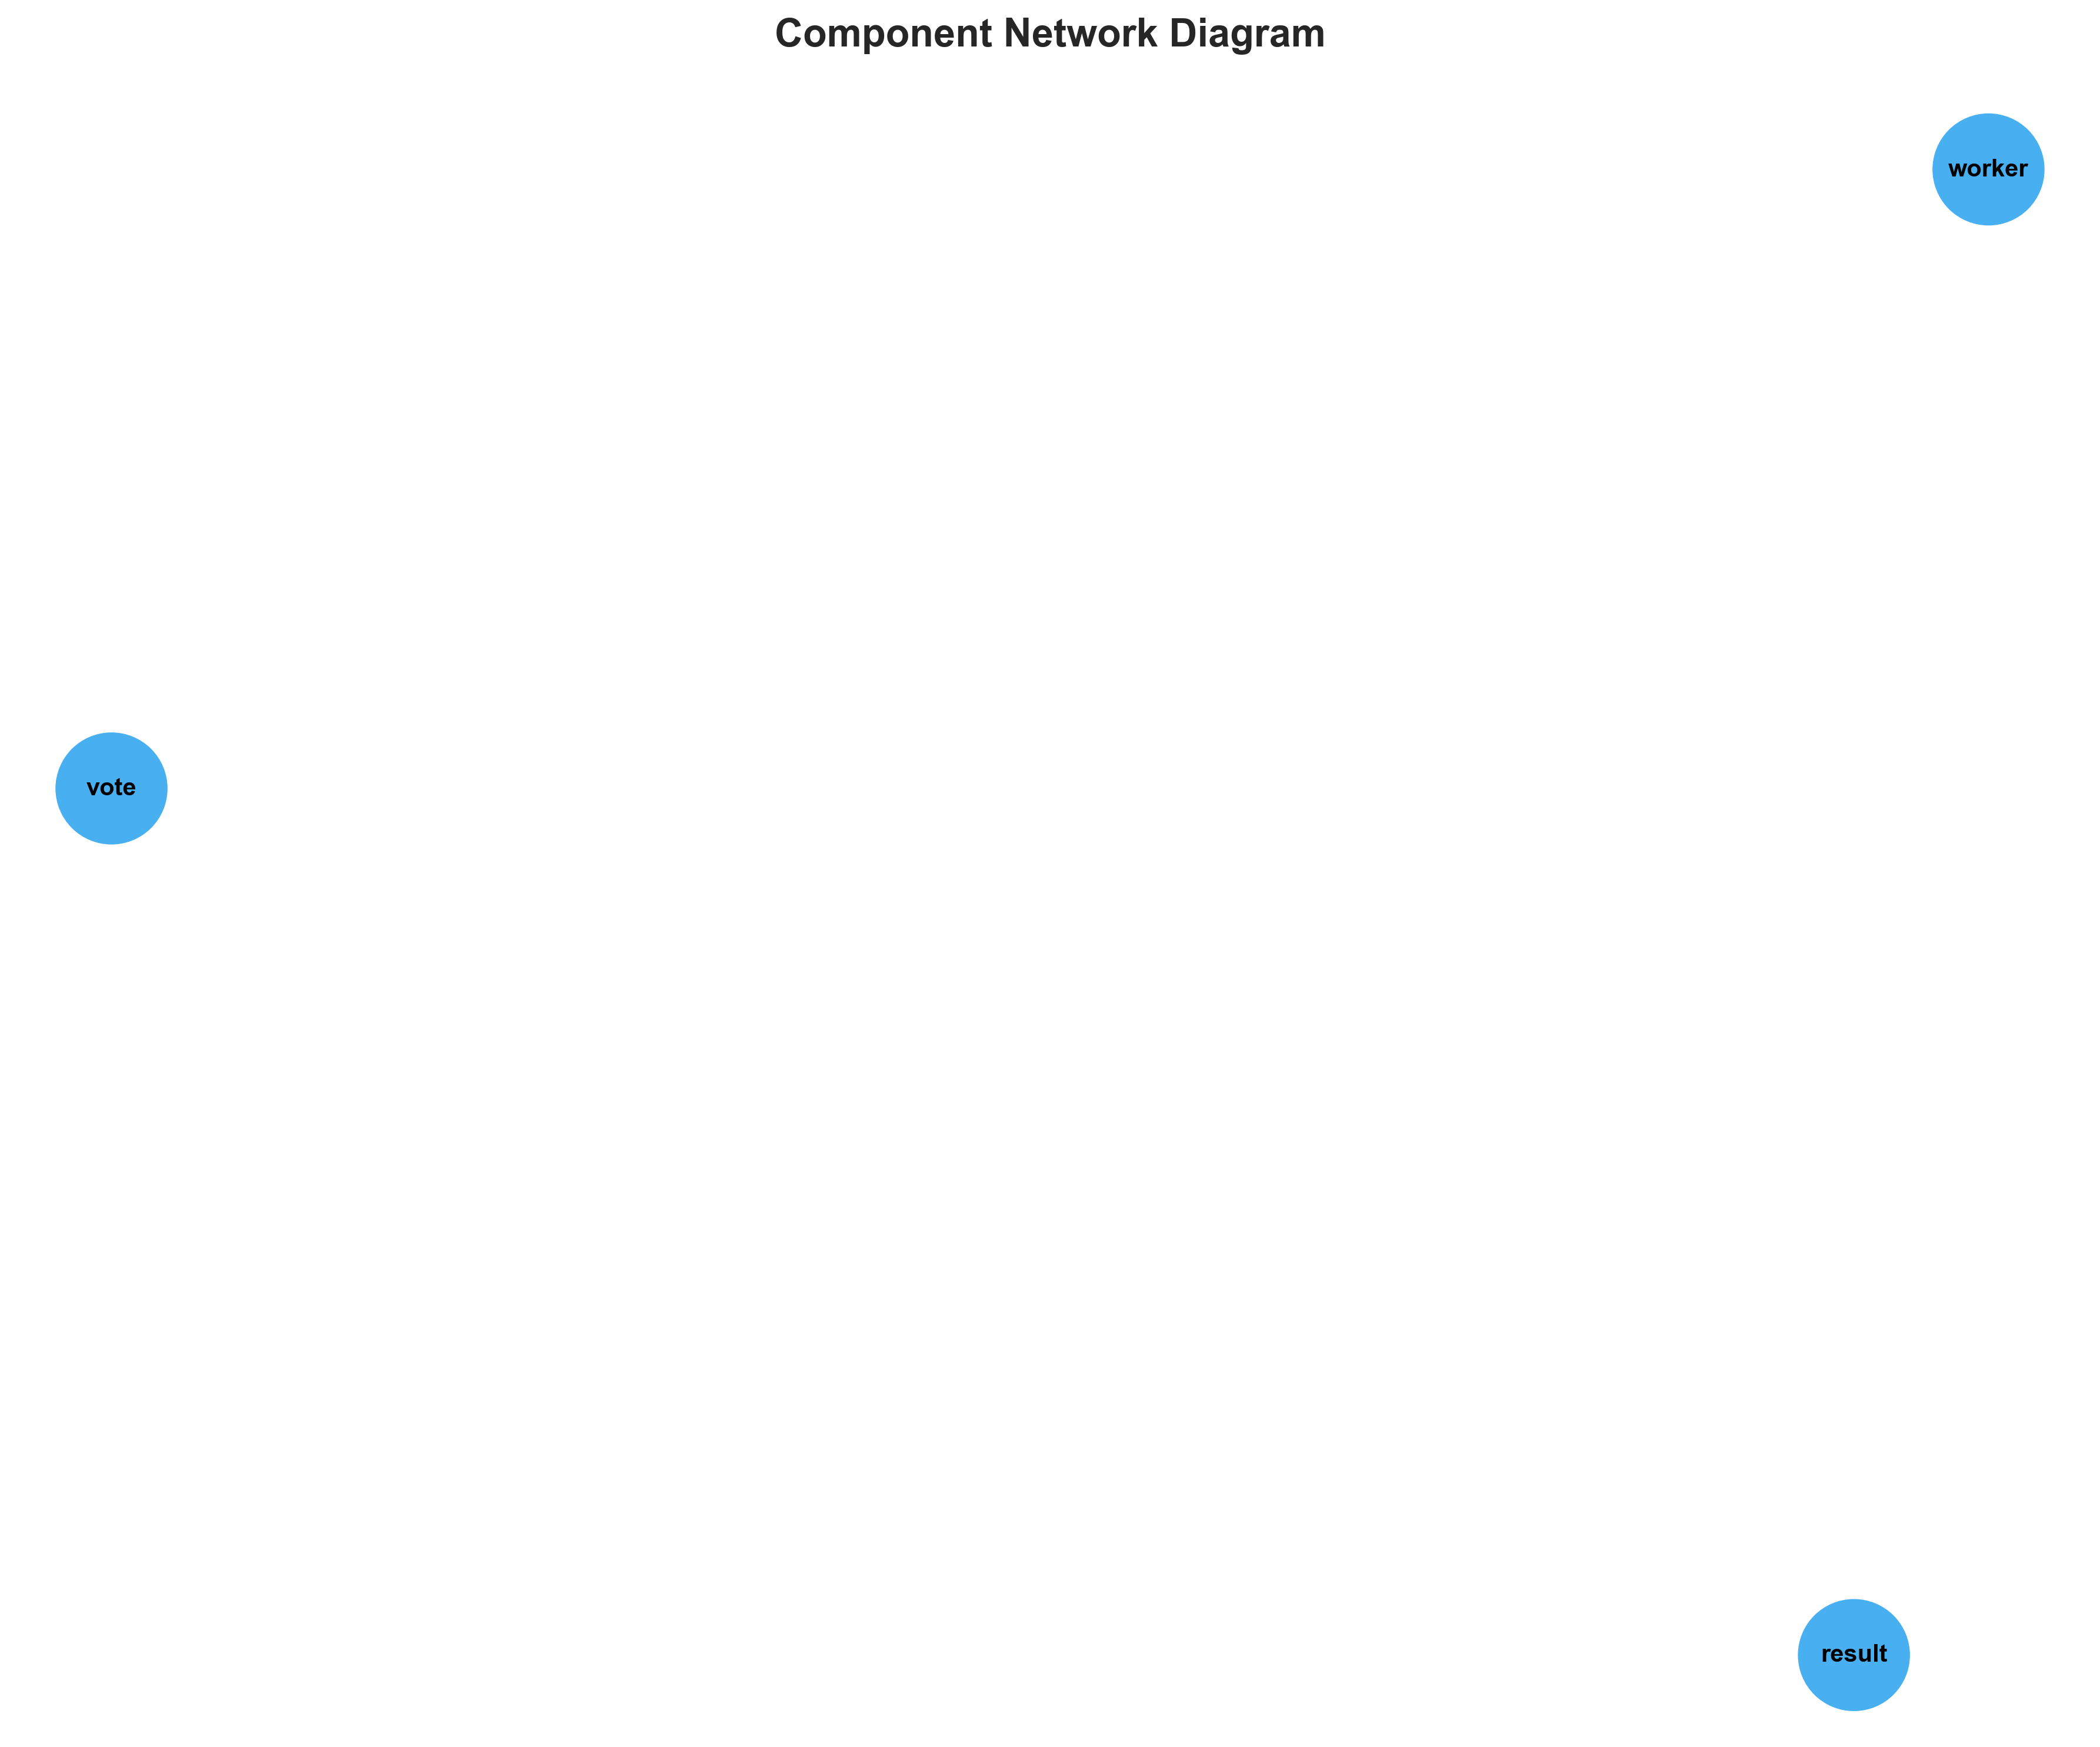 Component Network Diagram
worker
vote
result